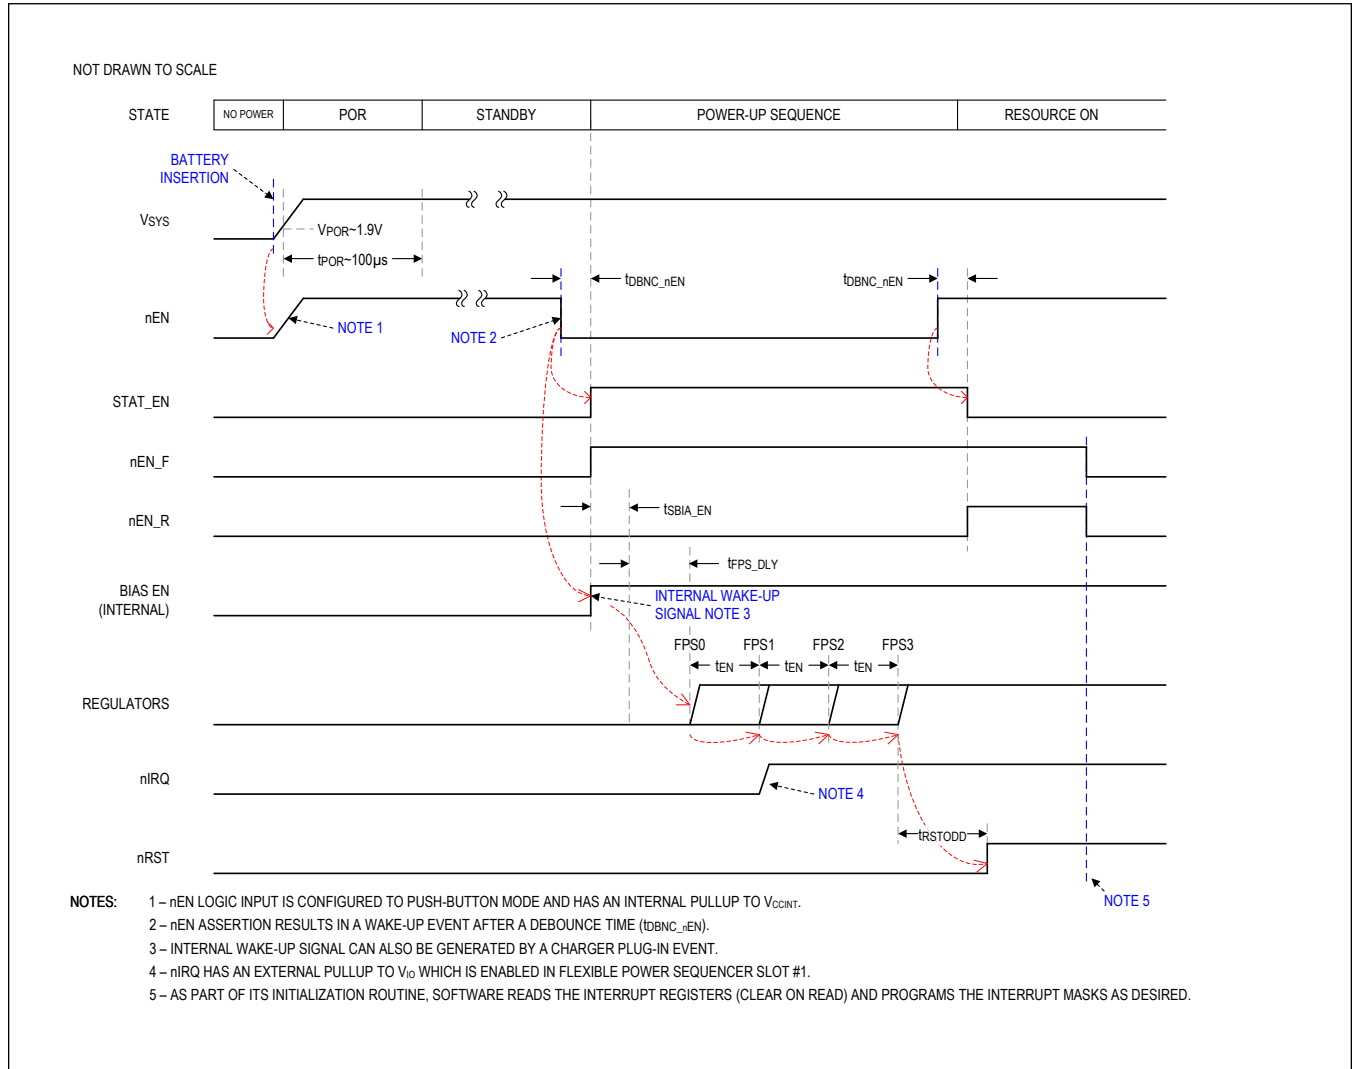 NOT DRAWN TO SCALE
STATE NO POWER POR STANDBY POWER-UP SEQUENCE RESOURCE ON
BATTERY
INSERTION
VSYS
VPOR~1.9V
tPOR~100µs
tDBNC_nEN tDBNC_nEN
nEN
NOTE 1
NOTE 2
STAT_EN
nEN_F
nEN_R
tSBIA_EN
tFPS_DLY
BIAS EN
(INTERNAL)
INTERNAL WAKE-UP
SIGNAL NOTE 3
FPS0 FPS1 FPS2 FPS3
tEN tEN tEN
REGULATORS
nIRQ
NOTE 4
tRSTODD
nRST
NOTE 5
NOTES: 1 – nEN LOGIC INPUT IS CONFIGURED TO PUSH-BUTTON MODE AND HAS AN INTERNAL PULLUP TO VCCINT.
2 – nEN ASSERTION RESULTS IN A WAKE-UP EVENT AFTER A DEBOUNCE TIME (tDBNC_nEN).
3 – INTERNAL WAKE-UP SIGNAL CAN ALSO BE GENERATED BY A CHARGER PLUG-IN EVENT.
4 – nIRQ HAS AN EXTERNAL PULLUP TO VIO WHICH IS ENABLED IN FLEXIBLE POWER SEQUENCER SLOT #1.
5 – AS PART OF ITS INITIALIZATION ROUTINE, SOFTWARE READS THE INTERRUPT REGISTERS (CLEAR ON READ) AND PROGRAMS THE INTERRUPT MASKS AS DESIRED.